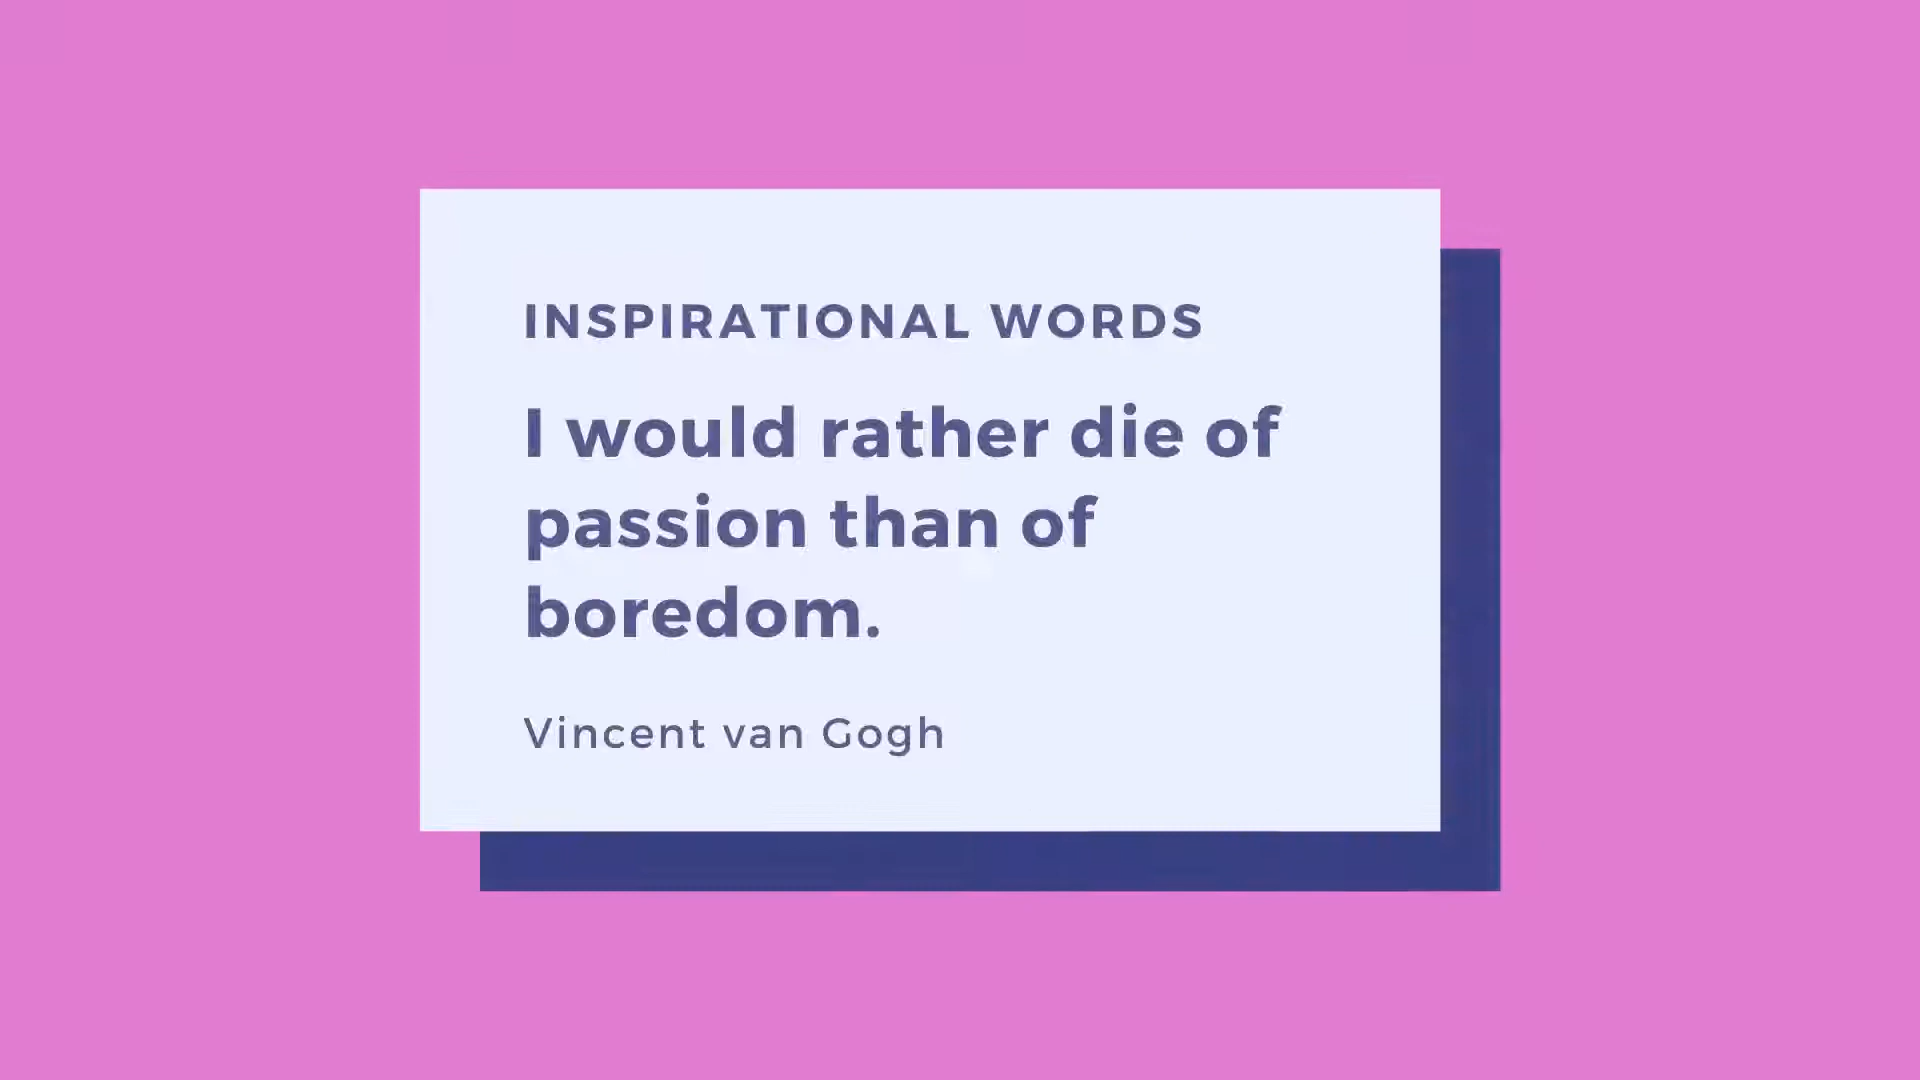 INSPIRATIONAL WORDS
I would rather die of
passion than of
boredom.
Vincent van Gogh